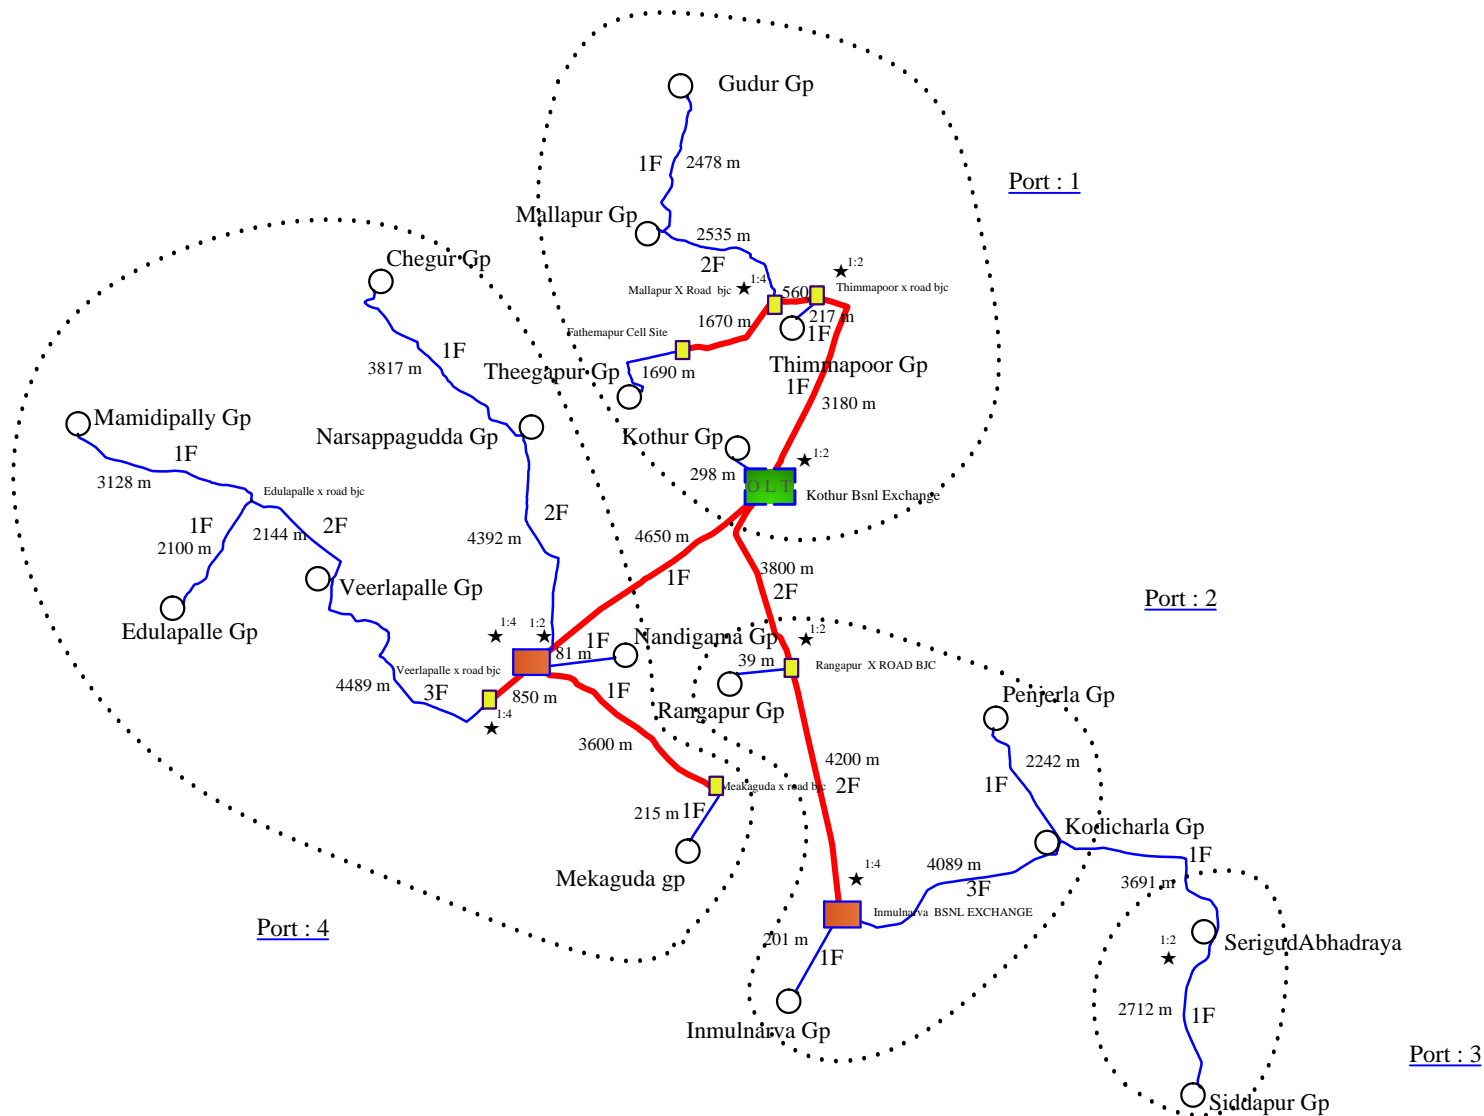 Gudur Gp
1F
2478 m
Port : 1
Mallapur Gp
2535 m
2F
1:2
Chegur Gp
1:4
Mallapur X Road bjc
560
Thimmapoor x road bjc
1670 m
217 m
Fathemapur Cell Site
1F
1F
3817 m
Theegapur Gp
1690 m
Thimmapoor Gp
1F
3180 m
Mamidipally Gp
Narsappagudda Gp
Kothur Gp
1F
3128 m
298 m
1:2
O L T
Kothur Bsnl Exchange
Edulapalle x road bjc
1F
2144 m
2F
2100 m
2F
4392 m
4650 m
1F
3800 m
2F
Port : 2
Veerlapalle Gp
Edulapalle Gp
1:4
1:2
1F
Nandigama Gp
1:2
81 m
Veerlapalle x road bjc
39 m
Rangapur X ROAD BJC
4489 m
3F
850 m
1F
Rangapur Gp
Penjerla Gp
1:4
3600 m
4200 m
2F
2242 m
1F
Meakaguda x road bjc
215 m
1F
Kodicharla Gp
Mekaguda gp
1:4
4089 m
3F
1F
3691 m
Inmulnarva BSNL EXCHANGE
Port : 4
201 m
1F
1:2
SerigudAbhadraya
2712 m
1F
Inmulnarva Gp
Port : 3
Siddapur Gp